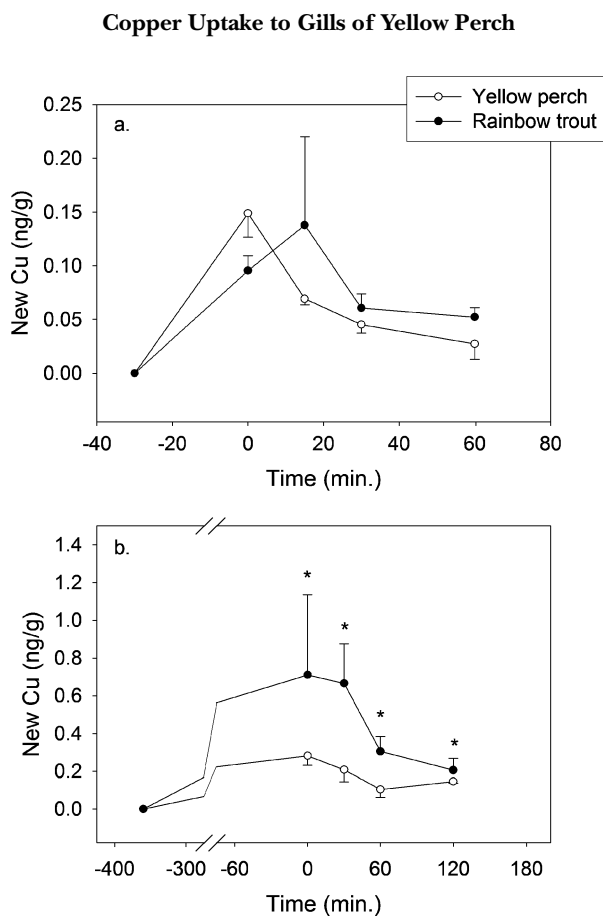 Copper Uptake to Gills of Yellow Perch
Yellow perch
Rainbow trout
a.
New Cu (ng/g)
0.25
0.20
0.15
0.10
0.05
0.00
-40 -20 0 20 40 60 80
Time (min.)
b.
New Cu (ng/g)
1.4
1.2
1.0
0.8
0.6
0.4
0.2
0.0
*
*
*
*
-400 -300 -60 0 60 120 180
Time (min.)